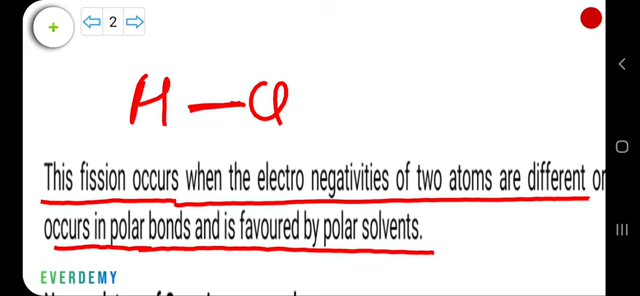 2
H — Cl
This fission occurs when the electro negativities of two atoms are different or
occurs in polar bonds and is favoured by polar solvents.
EVERDEMY